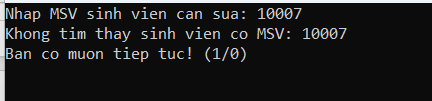 Nhap MSV sinh vien can sua: 10007
Khong tim thay sinh vien co MSV: 10007
Ban co muon tiep tuc! (1/0)